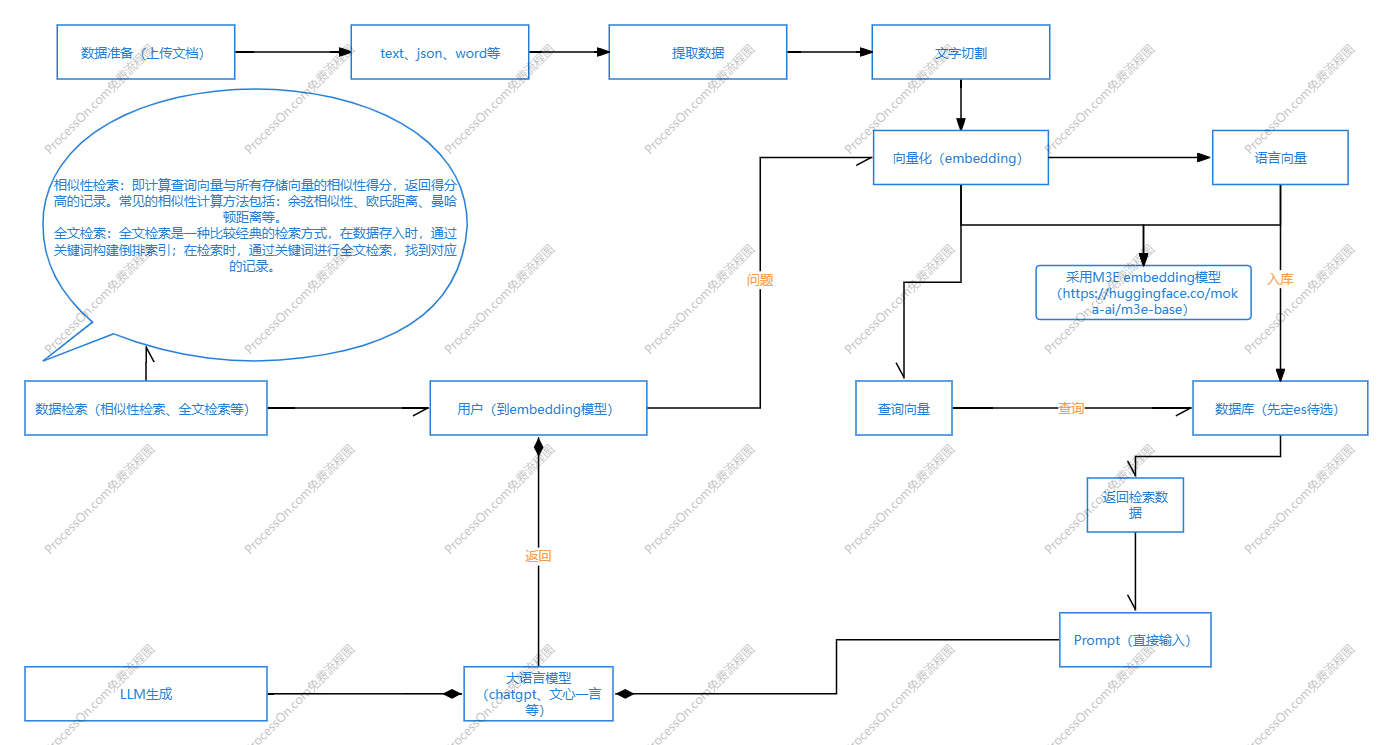 数据准备（上传文档）
text、json、word等
提取数据
文字切割
相似性检索：即计算查询向量与所有存储向量的相似性得分，返回得分
高的记录。常见的相似性计算方法包括：余弦相似性、欧氏距离、曼哈
顿距离等。
全文检索：全文检索是一种比较经典的检索方式，在数据存入时，通过
关键词构建倒排索引；在检索时，通过关键词进行全文检索，找到对应
的记录。
向量化（embedding）
语言向量
问题
采用M3E embedding模型
（https://huggingface.co/mok
a-ai/m3e-base）
入库
数据检索（相似性检索、全文检索等）
用户（到embedding模型）
查询向量
查询
数据库（先定es待选）
返回检索数
据
返回
Prompt（直接输入）
LLM生成
大语言模型
（chatgpt、文心一言
等）
ProcessOn.com免费流程图